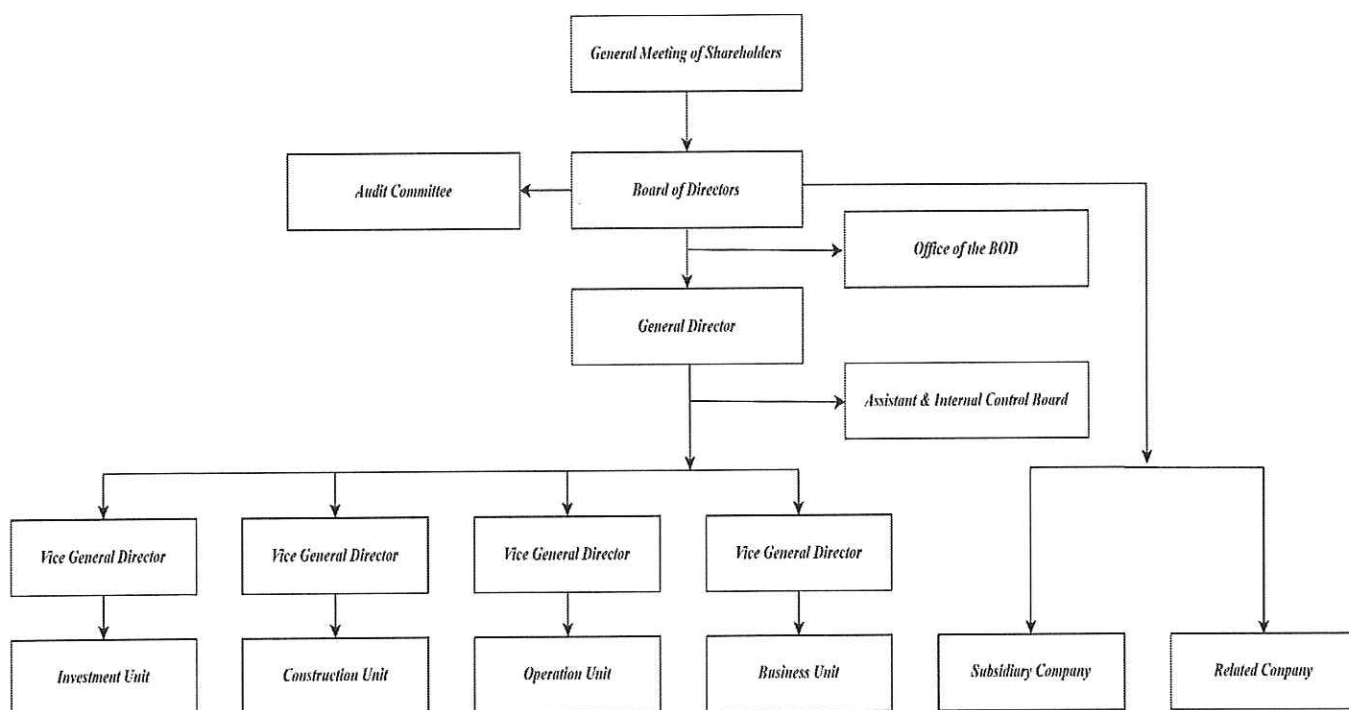 General Meeting of Shareholders
Audit Committee
Board of Directors
Office of the BOD
General Director
Assistant & Internal Control Board
Vice General Director
Vice General Director
Vice General Director
Vice General Director
Investment Unit
Construction Unit
Operation Unit
Business Unit
Subsidiary Company
Related Conpany